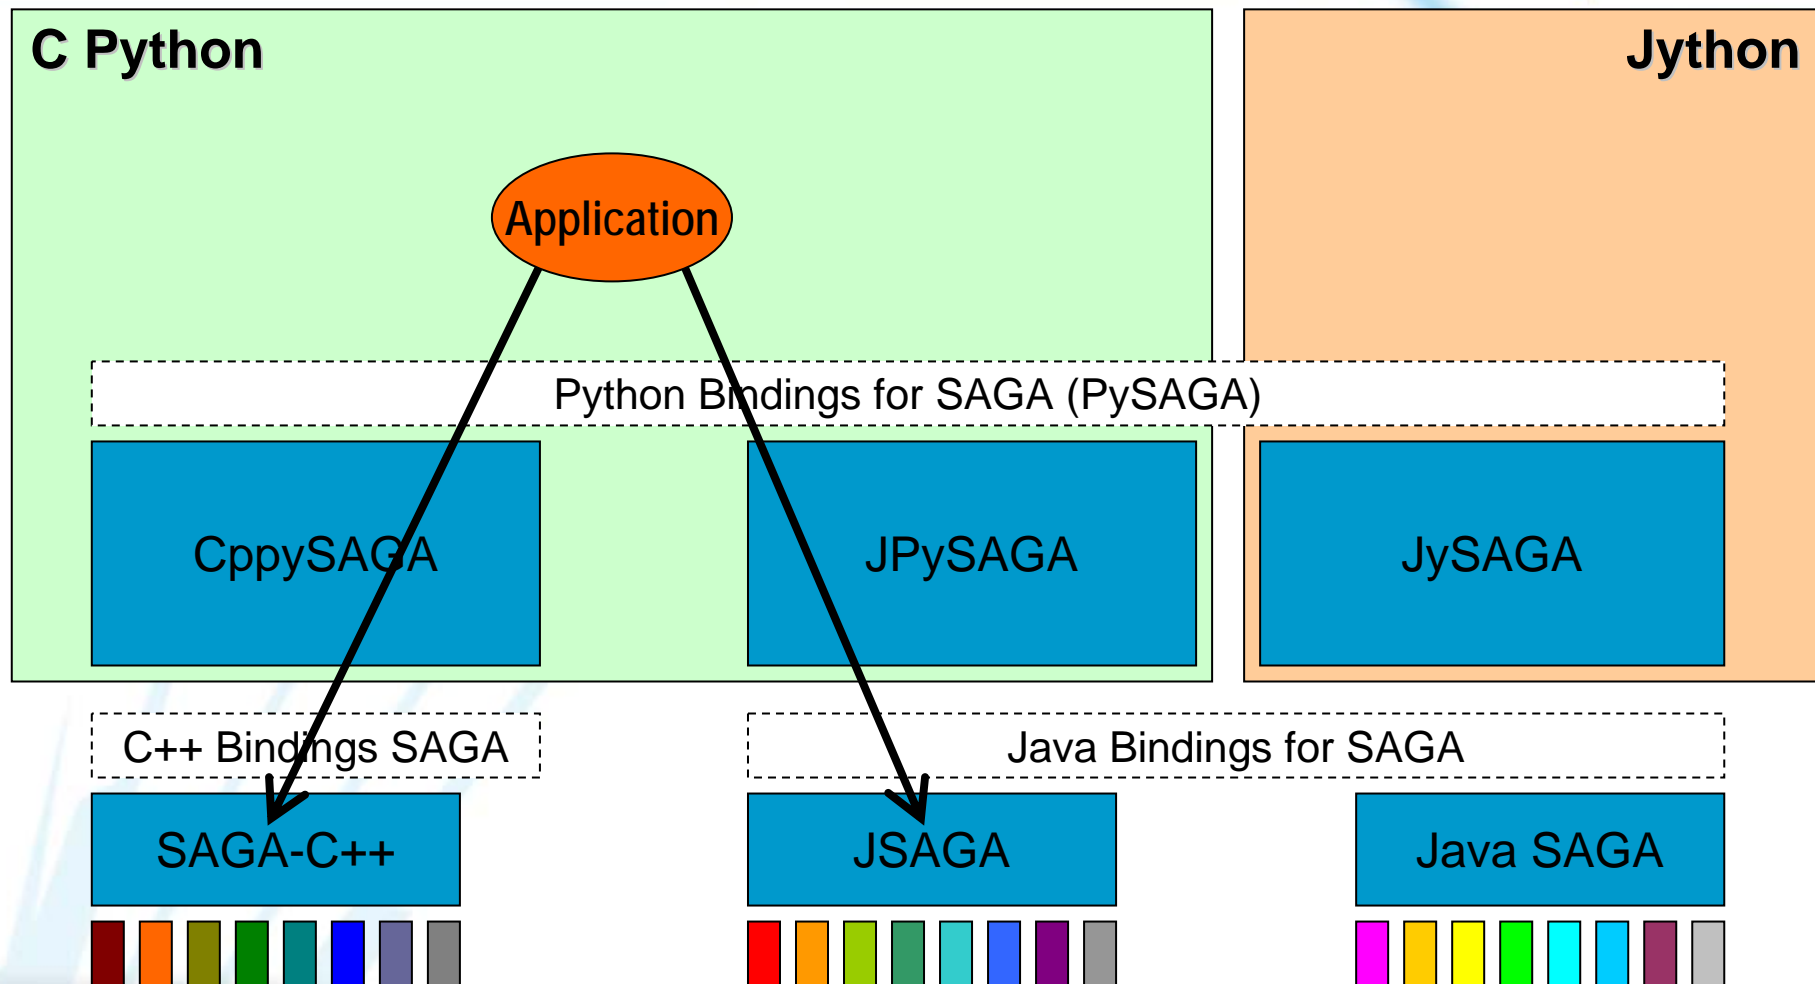 C Python
Jython
Application
Python Bindings for SAGA (PySAGA)
CppySAGA
JPySAGA
JySAGA
C++ Bindings SAGA
Java Bindings for SAGA
SAGA-C++
JSAGA
Java SAGA